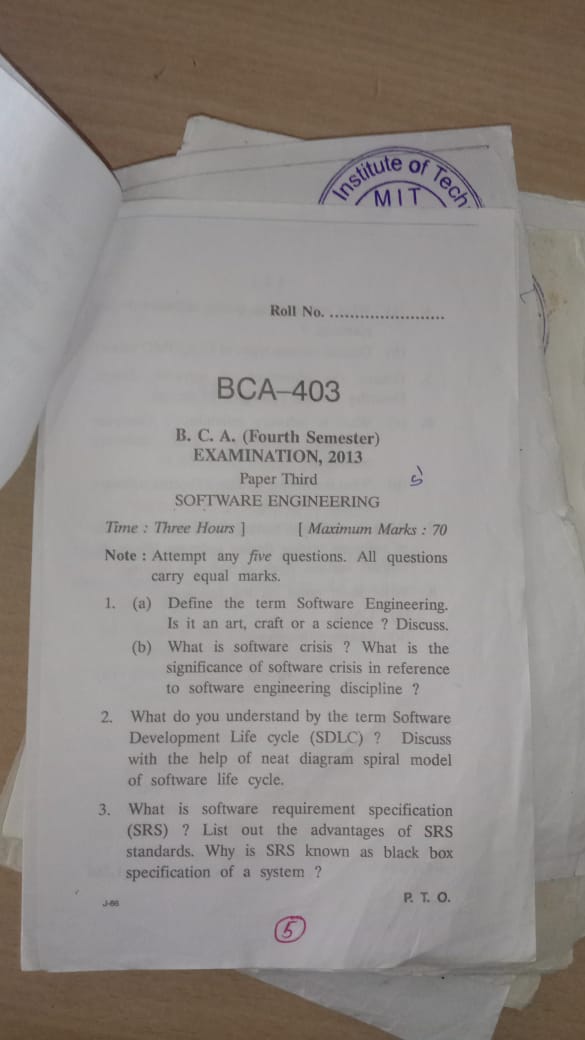 Institute of Tech
MIT
Roll No. .......................
BCA–403
B. C. A. (Fourth Semester)
EXAMINATION, 2013
Paper Third
SOFTWARE ENGINEERING
Time : Three Hours ] [ Maximum Marks : 70
Note : Attempt any five questions. All questions
carry equal marks.
1. (a) Define the term Software Engineering.
Is it an art, craft or a science ? Discuss.
(b) What is software crisis ? What is the
significance of software crisis in reference
to software engineering discipline ?
2. What do you understand by the term Software
Development Life cycle (SDLC) ? Discuss
with the help of neat diagram spiral model
of software life cycle.
3. What is software requirement specification
(SRS) ? List out the advantages of SRS
standards. Why is SRS known as black box
specification of a system ?
J-66 P. T. O.
5